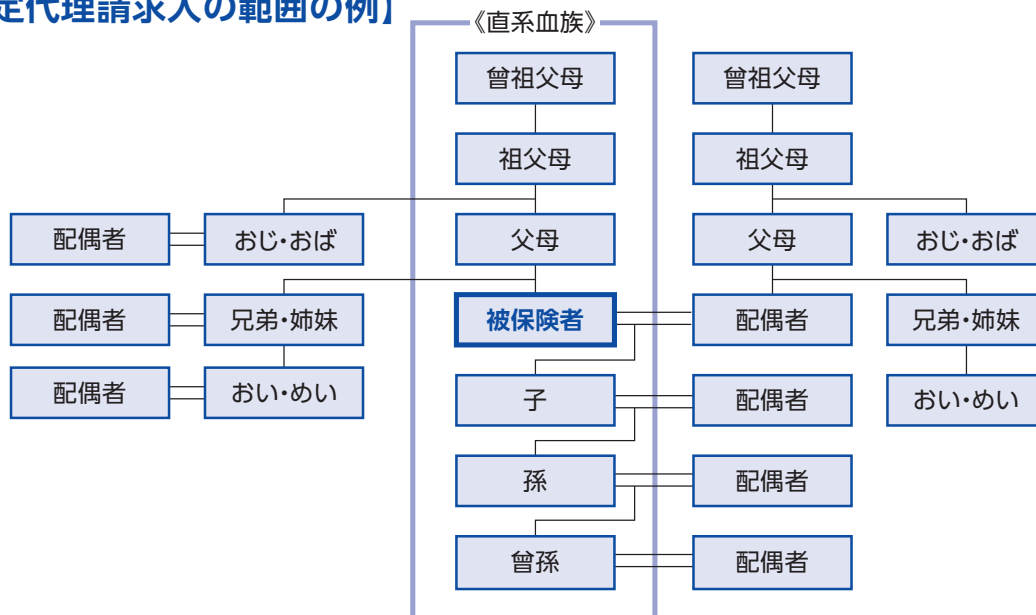 定代理請求人の範囲の例】
《直系血族》
曾祖父母
曾祖父母
祖父母
祖父母
配偶者
おじ・おば
父母
父母
おじ・おば
配偶者
兄弟・姉妹
被保険者
配偶者
兄弟・姉妹
配偶者
おい・めい
子
配偶者
おい・めい
孫
配偶者
曾孫
配偶者